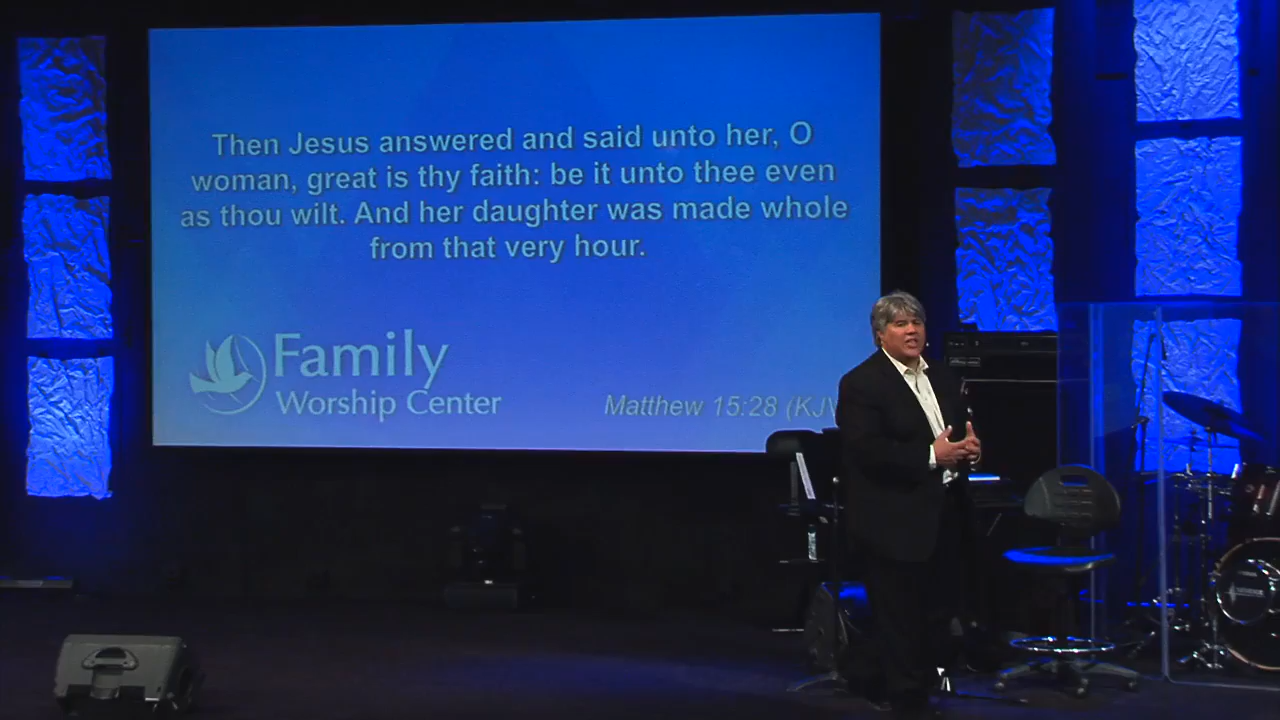 Then Jesus answered and said unto her, O
woman, great is thy faith: be it unto thee even
as thou wilt. And her daughter was made whole
from that very hour.
Family
Worship Center
Matthew 15:28 (KJV